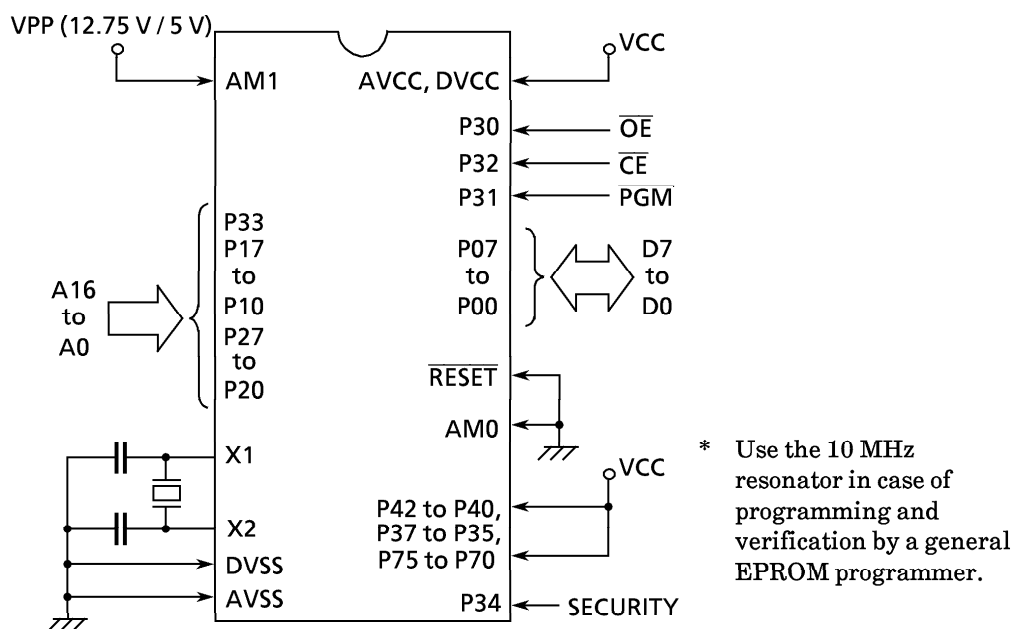 VPP (12.75 V / 5 V)
VCC
AM1
AVCC, DVCC
P30
OE
P32
CE
P31
PGM
P33
P17
to
P10
P27
to
P20
A16
to
A0
P07
to
P00
D7
to
D0
RESET
AM0
X1
X2
VCC
P42 to P40,
P37 to P35,
P75 to P70
DVSS
AVSS
P34
SECURITY
* Use the 10 MHz
resonator in case of
programming and
verification by a general
EPROM programmer.